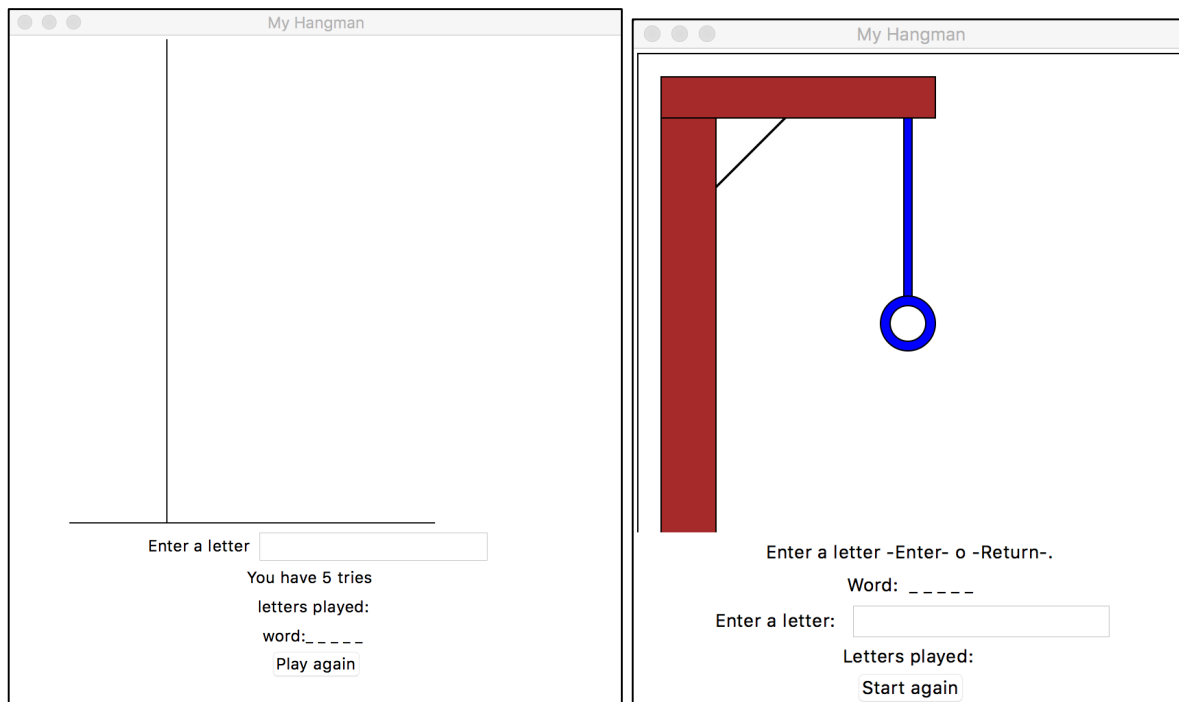 My Hangman
Enter a letter
You have 5 tries
letters played:
word:_ _ _ _ _
Play again
My Hangman
Enter a letter -Enter- o -Return-.
Word: _ _ _ _ _
Enter a letter:
Letters played:
Start again